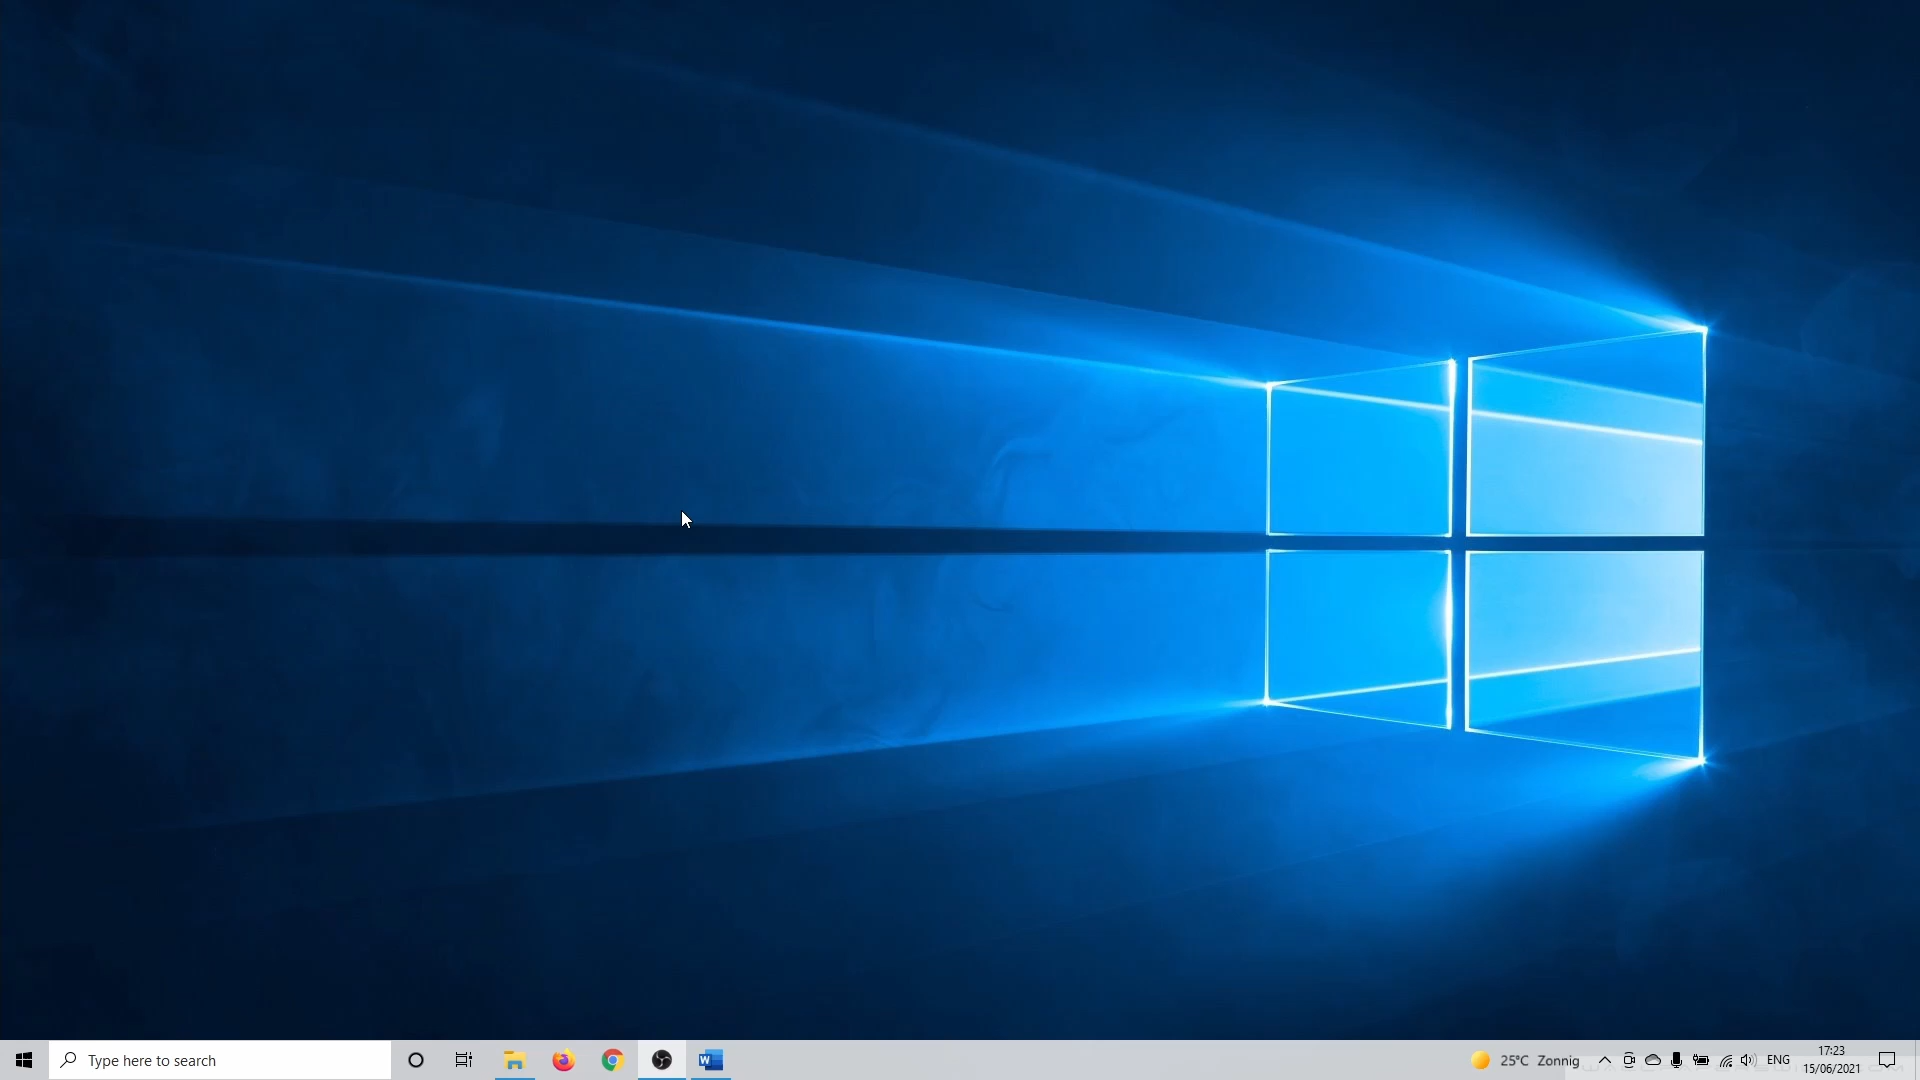 Type here to search
W
25°C Zonnig
ENG
17:23
15/06/2021